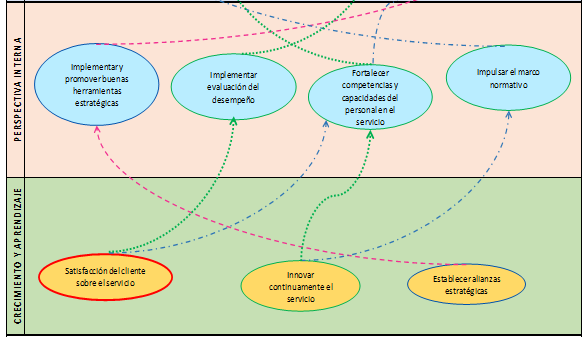 PERSPECTIVA INTERNA
Implementar y
promover buenas
herramientas
estratégicas
Implementar
evaluación del
desempeño
Fortalecer
competencias y
capacidades del
personal en el
servicio
Impulsar el marco
normativo
CRECIMIENTO Y APRENDIZAJE
Satisfacción del cliente
sobre el servicio
Innovar
continuamente el
servicio
Establecer alianzas
estratégicas